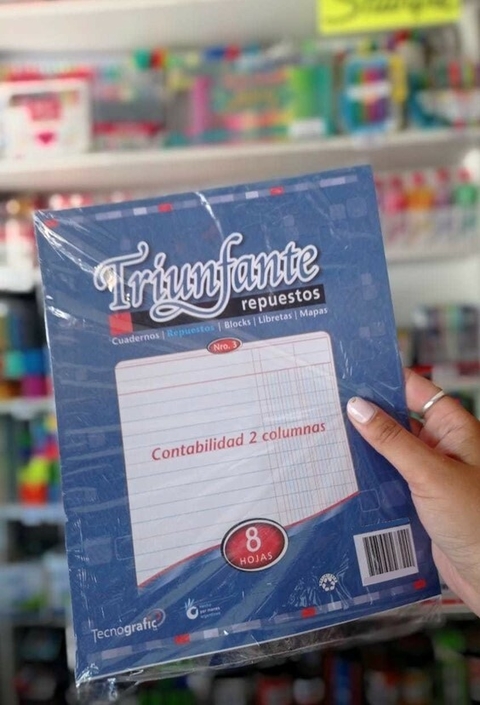 Triunfante
repuestos
Cuadernos | Repuestos | Blocks | Libretas | Mapas
Nro. 3
Contabilidad 2 columnas
8
HOJAS
Tecnografic